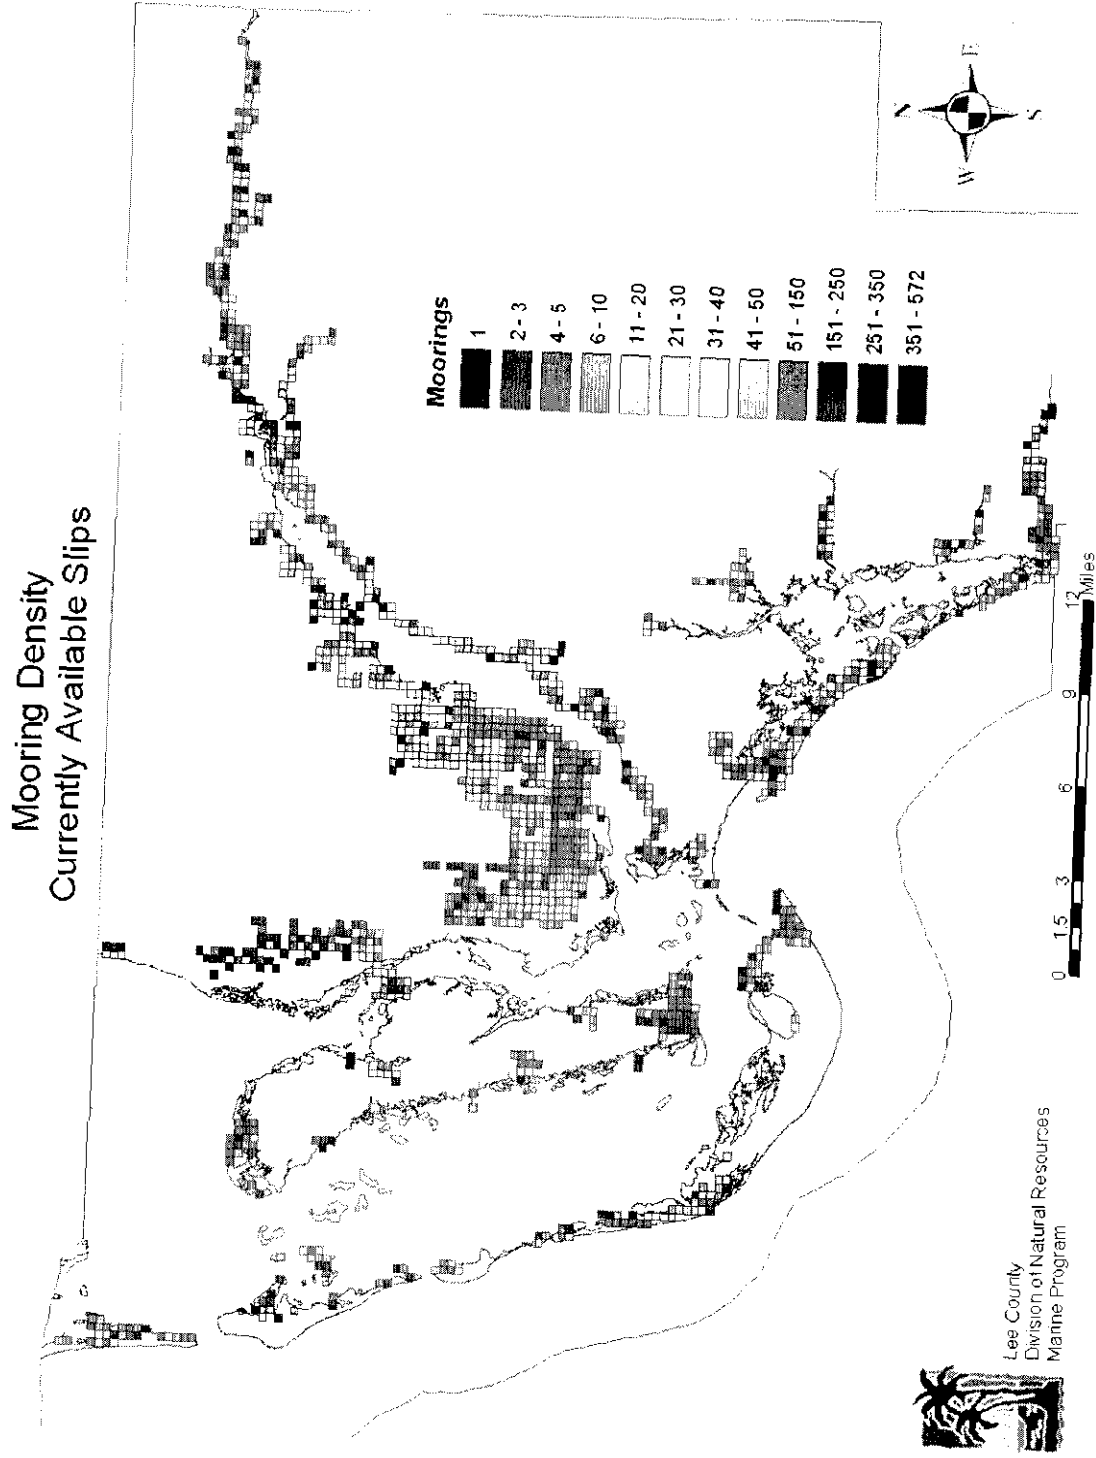 Mooring Density
Currently Available Slips
N
W
E
S
Moorings
1
2 - 3
4 - 5
6 - 10
11 - 20
21 - 30
31 - 40
41 - 50
51 - 150
151 - 250
251 - 350
351 - 572
0 1.5 3 6 9 12 Miles
Lee County
Division of Natural Resources
Marine Program